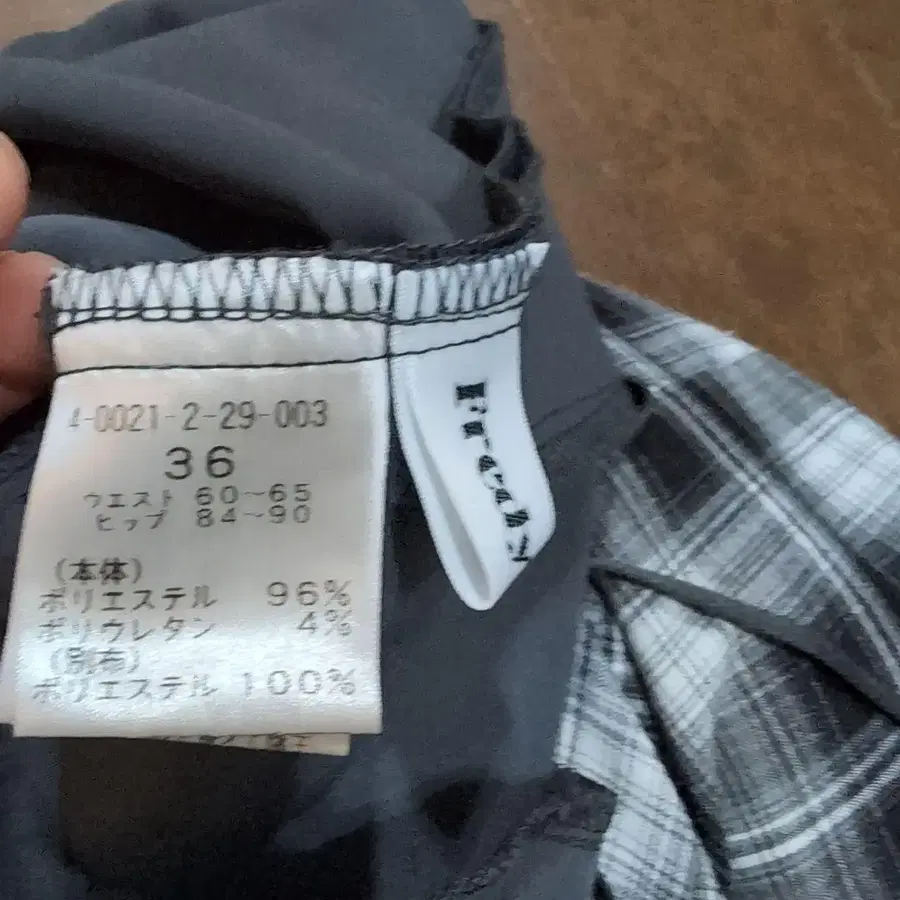 4-0021-2-29-003
36
ウエスト 60~65
ヒップ 84~90
(本体)
ポリエステル 96%
ポリウレタン 4%
(別布)
ポリエステル 100%